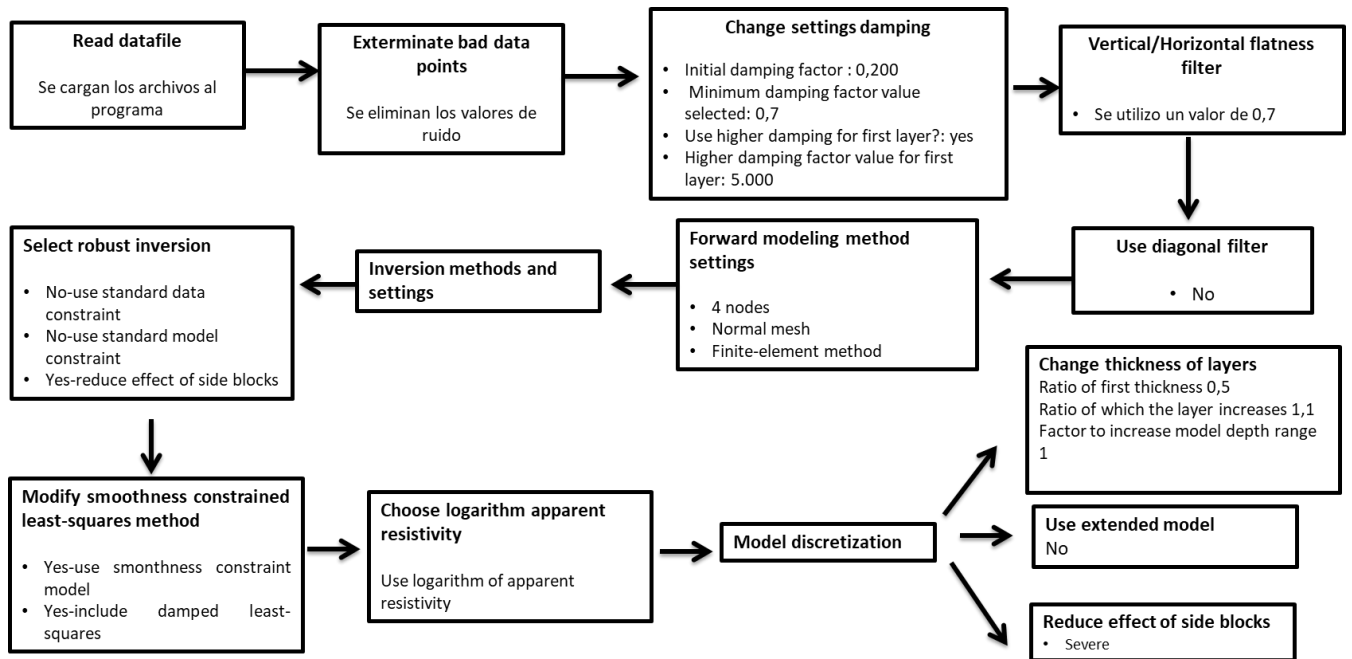 Read datafile
Se cargan los archivos al
programa
Exterminate bad data
points
Se eliminan los valores de
ruido
Change settings damping
• Initial damping factor : 0,200
• Minimum damping factor value
selected: 0,7
• Use higher damping for first layer?: yes
• Higher damping factor value for first
layer: 5.000
Vertical/Horizontal flatness
filter
• Se utilizo un valor de 0,7
Use diagonal filter
• No
Forward modeling method
settings
• 4 nodes
• Normal mesh
• Finite-element method
Inversion methods and
settings
Select robust inversion
• No-use standard data
constraint
• No-use standard model
constraint
• Yes-reduce effect of side blocks
Modify smoothness constrained
least-squares method
• Yes-use smonthness constraint
model
• Yes-include damped least-
squares
Choose logarithm apparent
resistivity
Use logarithm of apparent
resistivity
Model discretization
Change thickness of layers
Ratio of first thickness 0,5
Ratio of which the layer increases 1,1
Factor to increase model depth range
1
Use extended model
No
Reduce effect of side blocks
• Severe